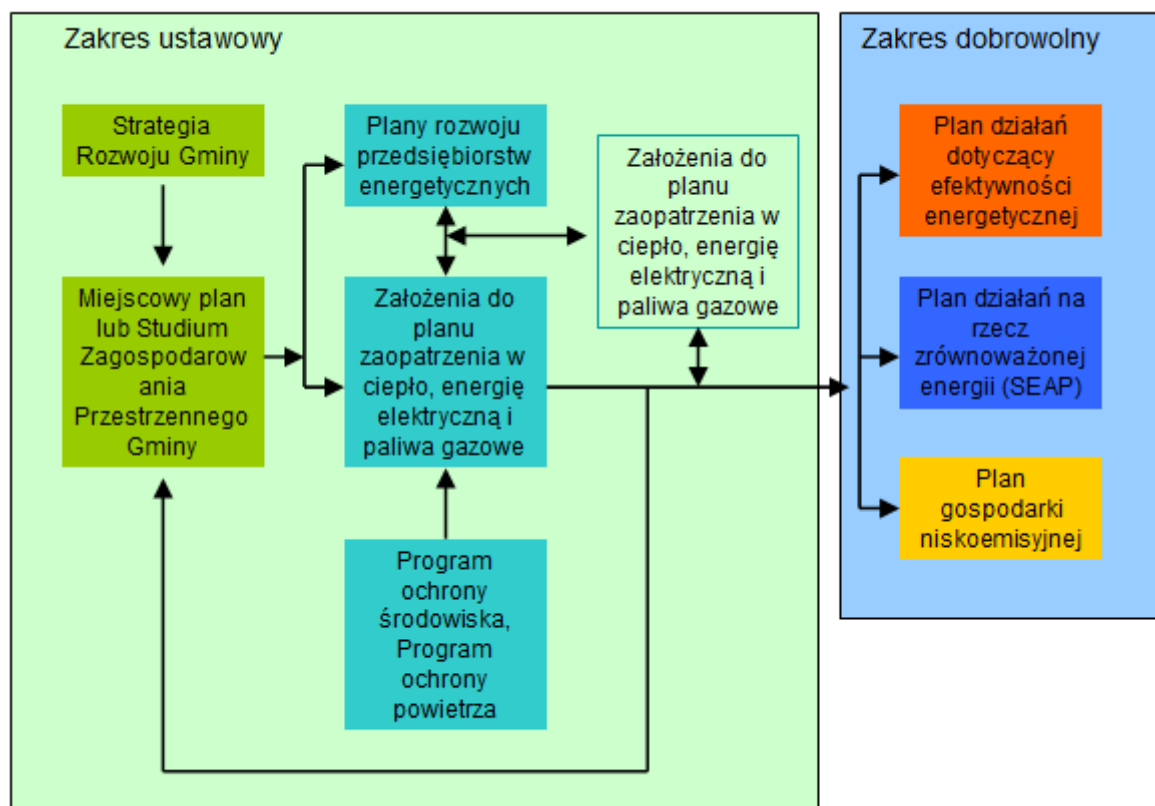 Zakres ustawowy
Strategia
Rozwoju Gminy
Miejscowy plan
lub Studium
Zagospodarow
ania
Przestrzennego
Gminy
Plany rozwoju
przedsiębiorstw
energetycznych
Założenia do
planu
zaopatrzenia w
ciepło, energię
elektryczną i
paliwa gazowe
Program
ochrony
środowiska,
Program
ochrony
powietrza
Założenia do
planu
zaopatrzenia w
ciepło, energię
elektryczną i
paliwa gazowe
Zakres dobrowolny
Plan działań
dotyczący
efektywności
energetycznej
Plan działań na
rzecz
zrównoważonej
energii (SEAP)
Plan
gospodarki
niskoemisyjnej